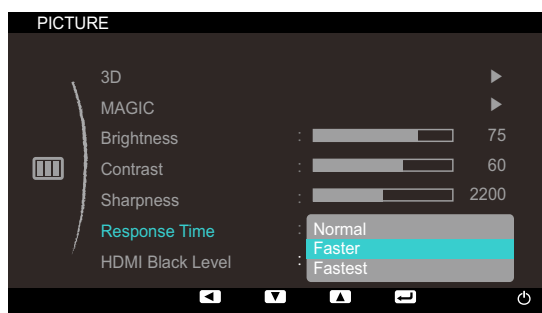 PICTURE
3D
MAGIC
Brightness : 75
Contrast : 60
Sharpness : 2200
Response Time : Normal
Faster
HDMI Black Level : Fastest